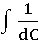 ∫ 1/dC